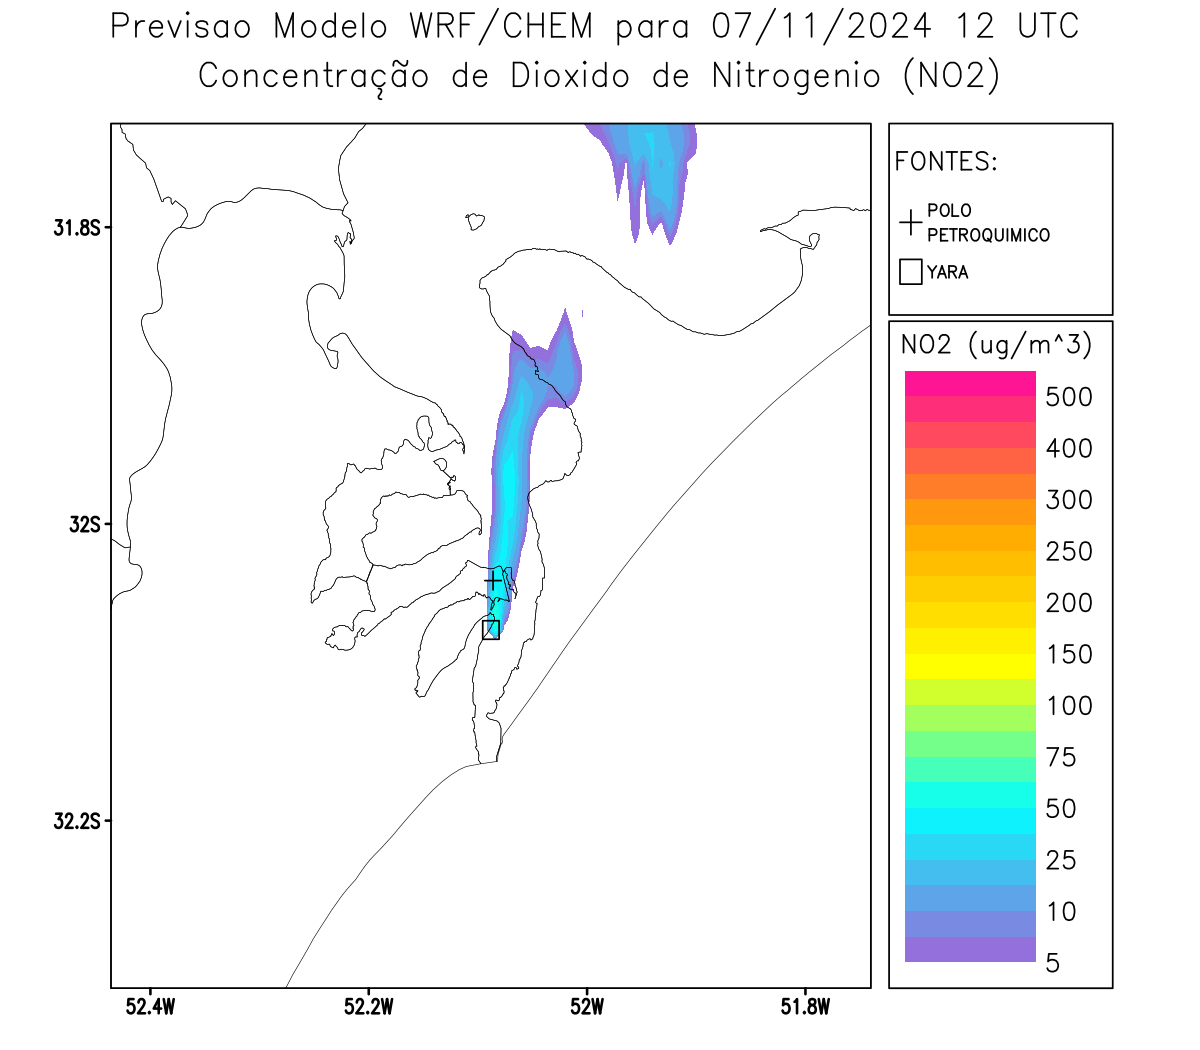 Previsao Modelo WRF/CHEM para 07/11/2024 12 UTC
Concentração de Dioxido de Nitrogenio (NO2)
31.8S
32S
32.2S
52.4W
52.2W
52W
51.8W
FONTES:
POLO
PETROQUIMICO
YARA
NO2 (ug/m^3)
500
400
300
250
200
150
100
75
50
25
10
5